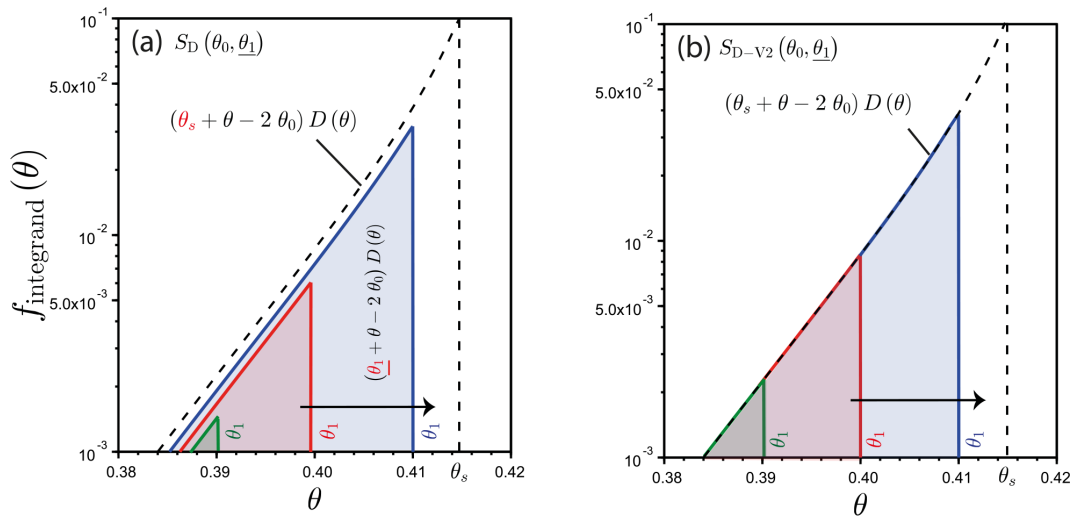 (a) S_D (θ_0, θ_1)
(θ_s + θ − 2 θ_0) D (θ)
(θ_1 + θ − 2 θ_0) D (θ)
f_integrand (θ)
10^-1
5.0x10^-2
10^-2
5.0x10^-3
10^-3
θ_1
θ_1
θ_1
0.38
0.39
0.40
0.41
θ_s
0.42
θ
(b) S_D−V2 (θ_0, θ_1)
(θ_s + θ − 2 θ_0) D (θ)
10^-1
5.0x10^-2
10^-2
5.0x10^-3
10^-3
θ_1
θ_1
θ_1
0.38
0.39
0.40
0.41
θ_s
0.42
θ